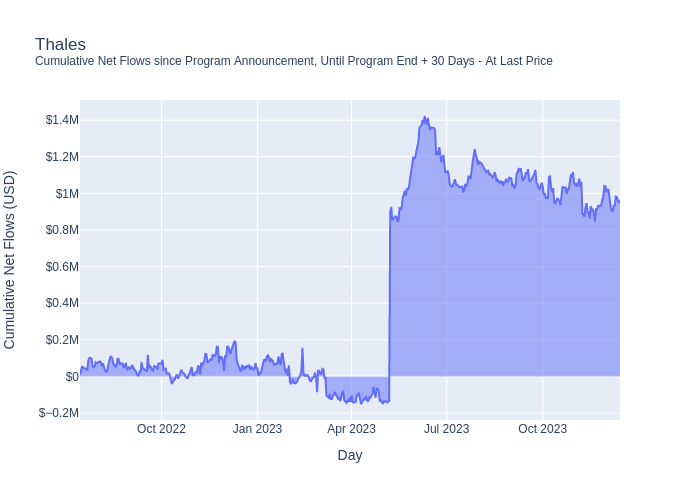 Thales
Cumulative Net Flows since Program Announcement, Until Program End + 30 Days - At Last Price
Cumulative Net Flows (USD)
$1.4M
$1.2M
$1M
$0.8M
$0.6M
$0.4M
$0.2M
$0
$−0.2M
Oct 2022
Jan 2023
Apr 2023
Jul 2023
Oct 2023
Day